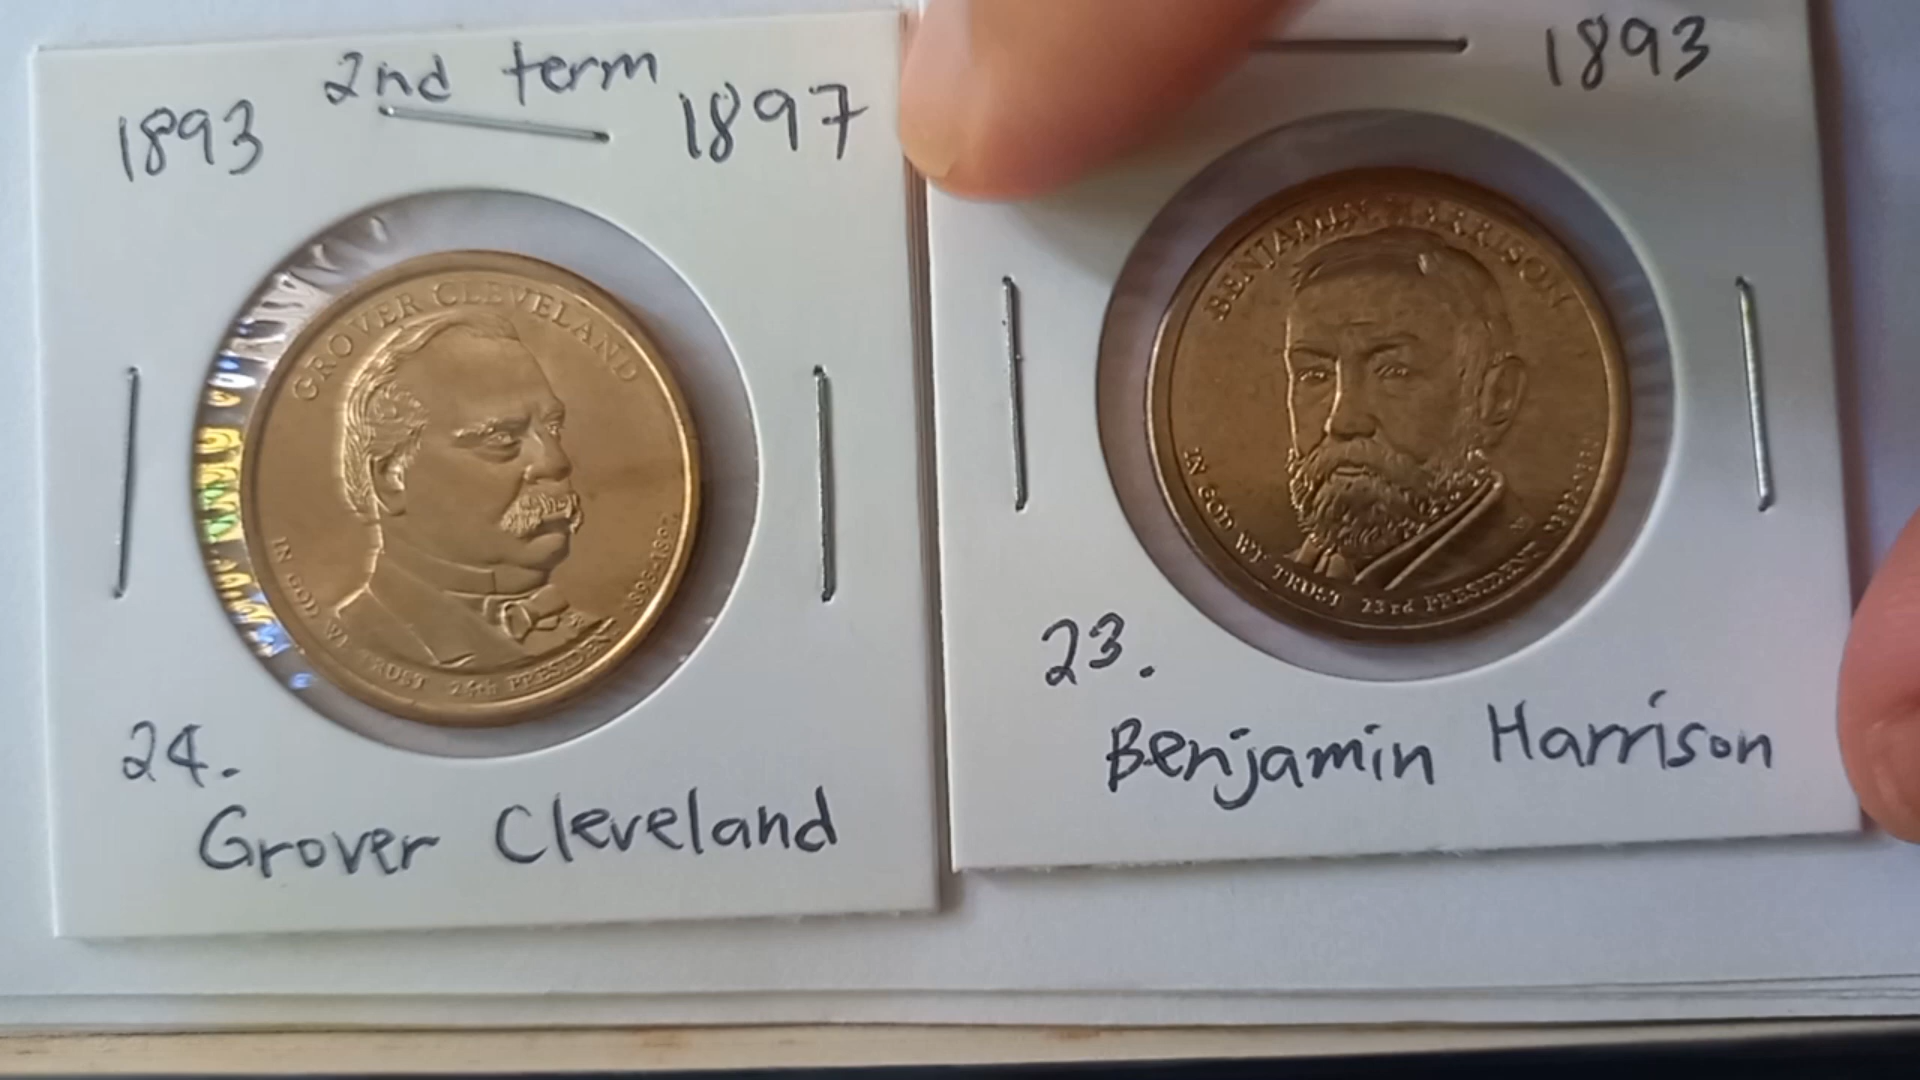 2nd term
1893 1897
GROVER CLEVELAND
IN GOD WE TRUST 24th PRESIDENT
24.
Grover Cleveland
1893
BENJAMIN HARRISON
IN GOD WE TRUST 23rd PRESIDENT
23.
Benjamin Harrison